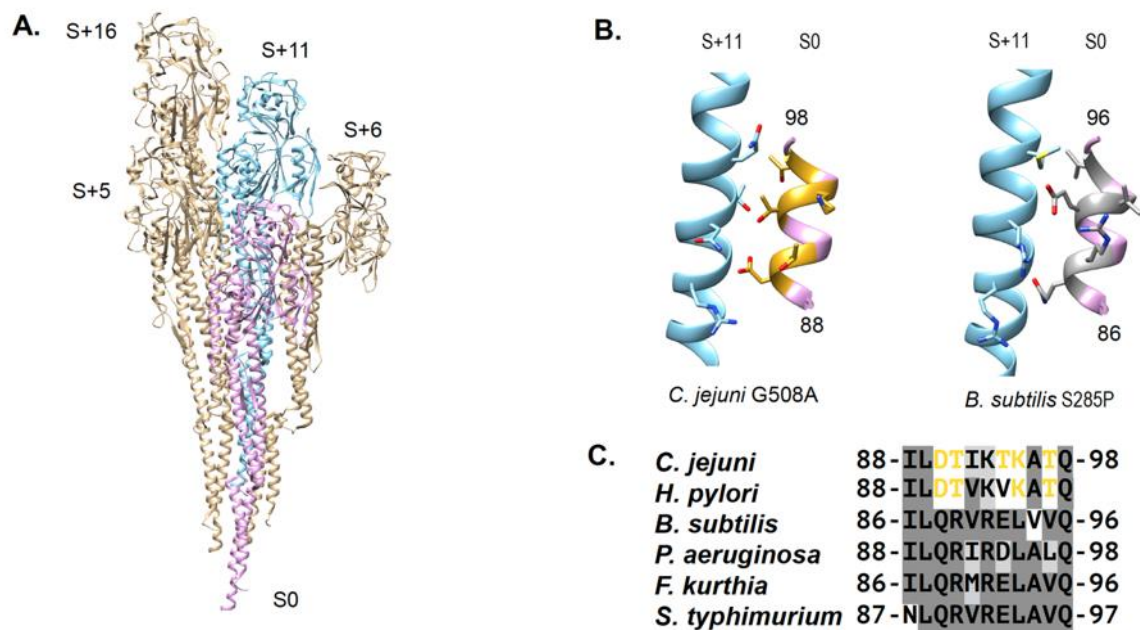 A.
S+16
S+11
S+6
S+5
S0
B.
S+11 S0
98
88
C. jejuni G508A
S+11 S0
96
86
B. subtilis S285P
C.
C. jejuni 88-ILDTIKTKATQ-98
H. pylori 88-ILDTVKVKATQ
B. subtilis 86-ILQRVRELVVQ-96
P. aeruginosa 88-ILQRIRDLALQ-98
F. kurthia 86-ILQRMRELAVQ-96
S. typhimurium 87-NLQRVRELAVQ-97